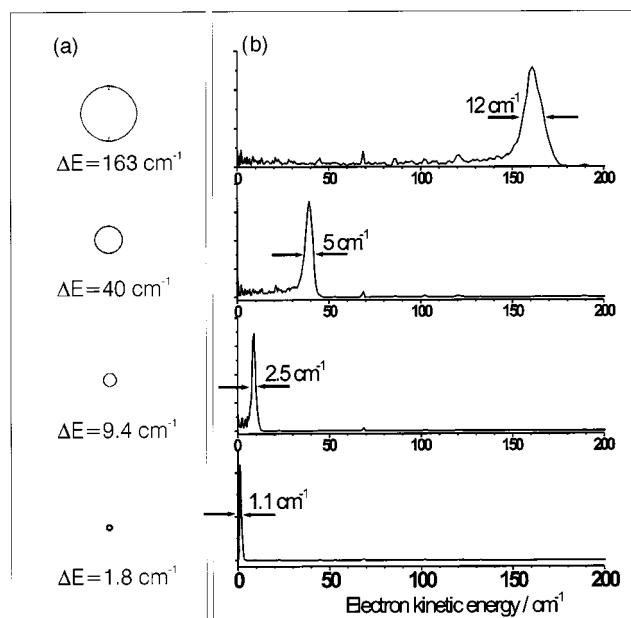 (a)
(b)
ΔE=163 cm⁻¹
12 cm⁻¹
0 50 100 150 200
ΔE=40 cm⁻¹
5 cm⁻¹
0 50 100 150 200
ΔE=9.4 cm⁻¹
2.5 cm⁻¹
0 50 100 150 200
ΔE=1.8 cm⁻¹
1.1 cm⁻¹
0 50 100 150 200
Electron kinetic energy / cm⁻¹